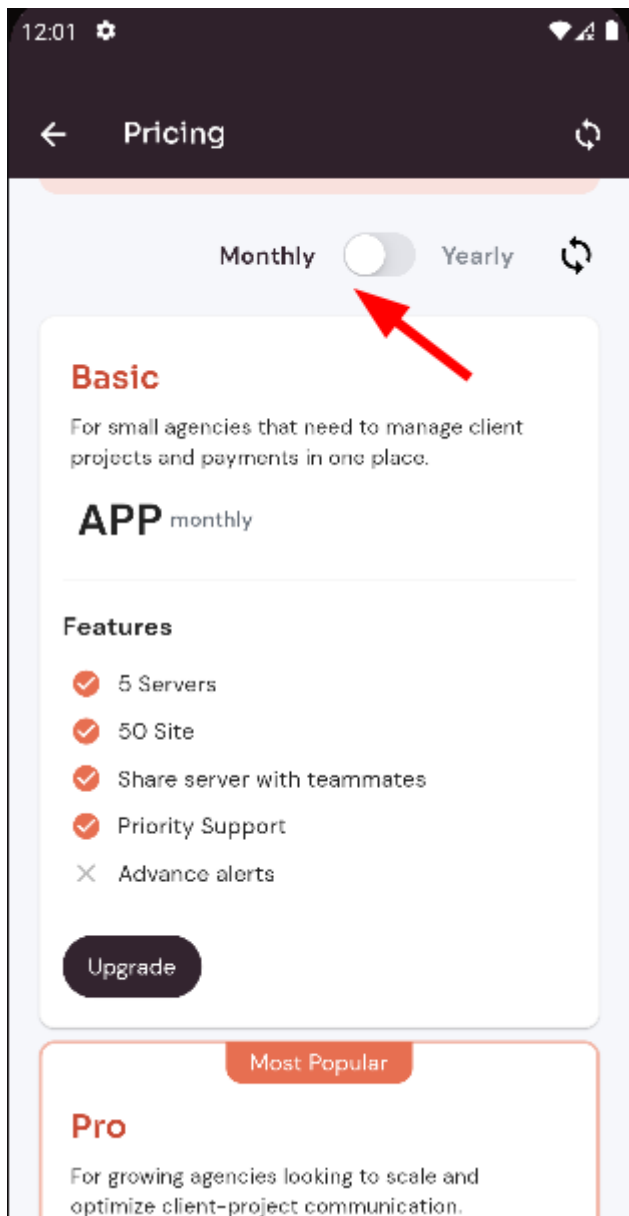 12:01
Pricing
Monthly Yearly
Basic
For small agencies that need to manage client
projects and payments in one place.
APP monthly
Features
5 Servers
50 Site
Share server with teammates
Priority Support
Advance alerts
Upgrade
Most Popular
Pro
For growing agencies looking to scale and
optimize client-project communication.